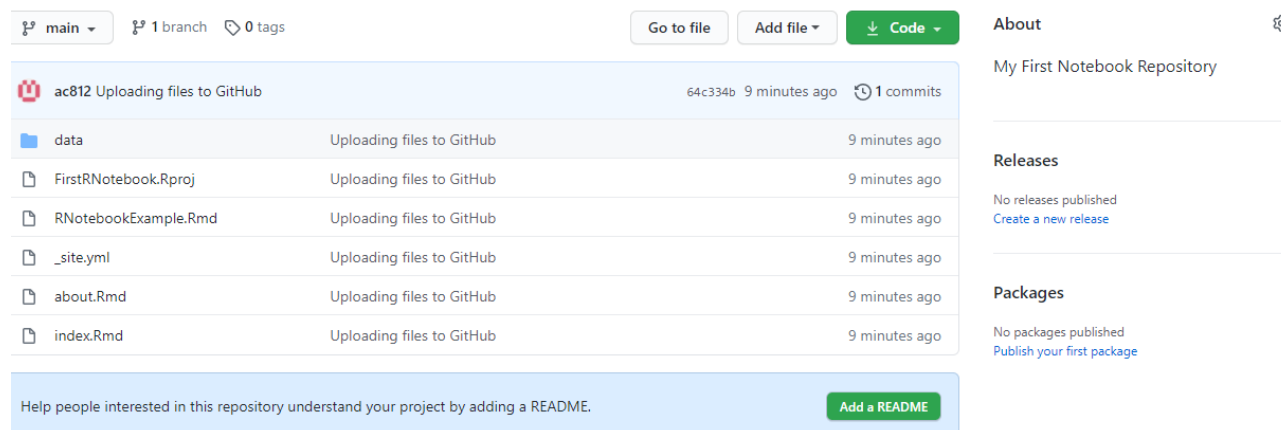 main
1 branch
0 tags
Go to file
Add file
Code
ac812 Uploading files to GitHub
64c334b 9 minutes ago
1 commits
data Uploading files to GitHub 9 minutes ago
FirstRNotebook.Rproj Uploading files to GitHub 9 minutes ago
RNotebookExample.Rmd Uploading files to GitHub 9 minutes ago
_site.yml Uploading files to GitHub 9 minutes ago
about.Rmd Uploading files to GitHub 9 minutes ago
index.Rmd Uploading files to GitHub 9 minutes ago
Help people interested in this repository understand your project by adding a README.
Add a README
About
My First Notebook Repository
Releases
No releases published
Create a new release
Packages
No packages published
Publish your first package